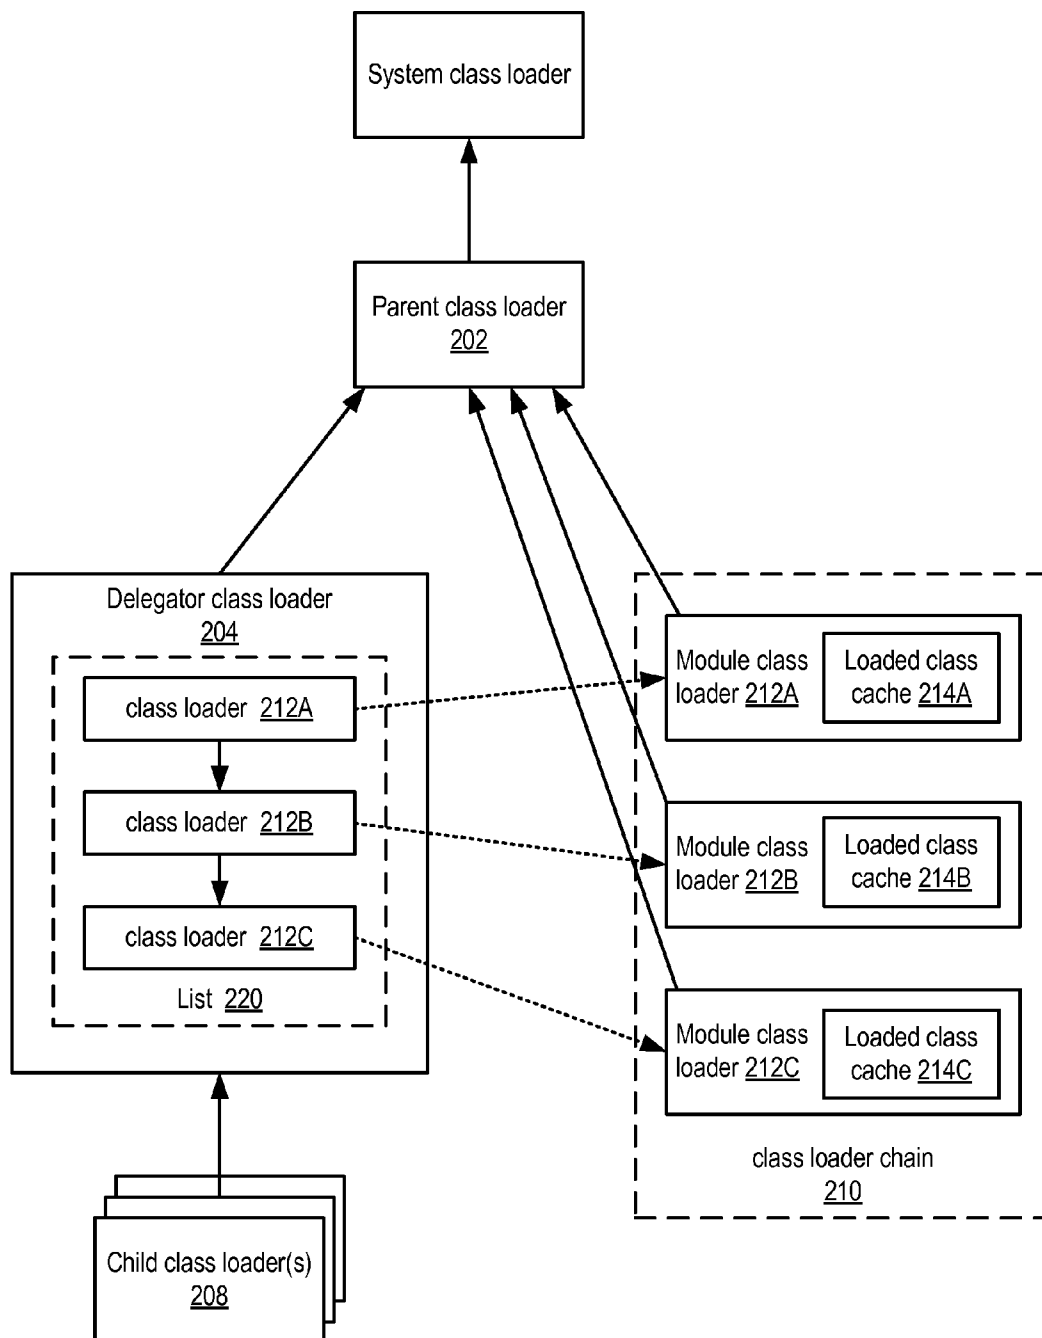 System class loader
Parent class loader
202
Delegator class loader
204
class loader 212A
class loader 212B
class loader 212C
List 220
Module class
loader 212A
Loaded class
cache 214A
Module class
loader 212B
Loaded class
cache 214B
Module class
loader 212C
Loaded class
cache 214C
class loader chain
210
Child class loader(s)
208